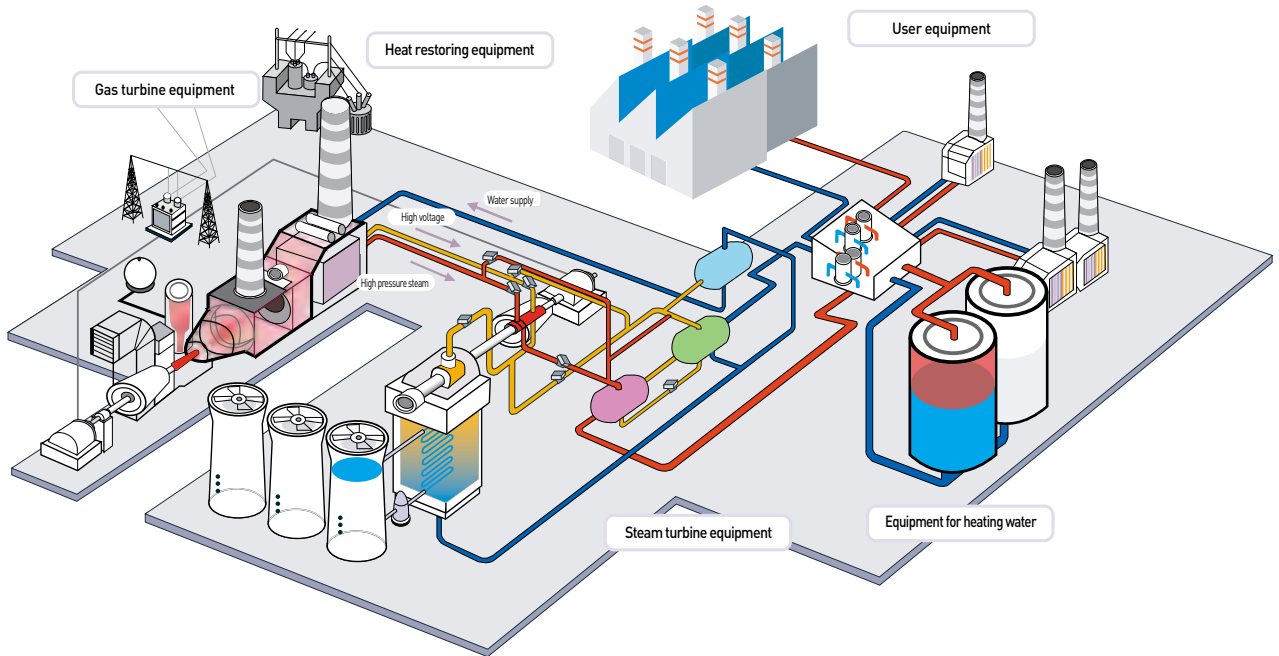 User equipment
Heat restoring equipment
Gas turbine equipment
Water supply
High voltage
High pressure steam
Steam turbine equipment
Equipment for heating water